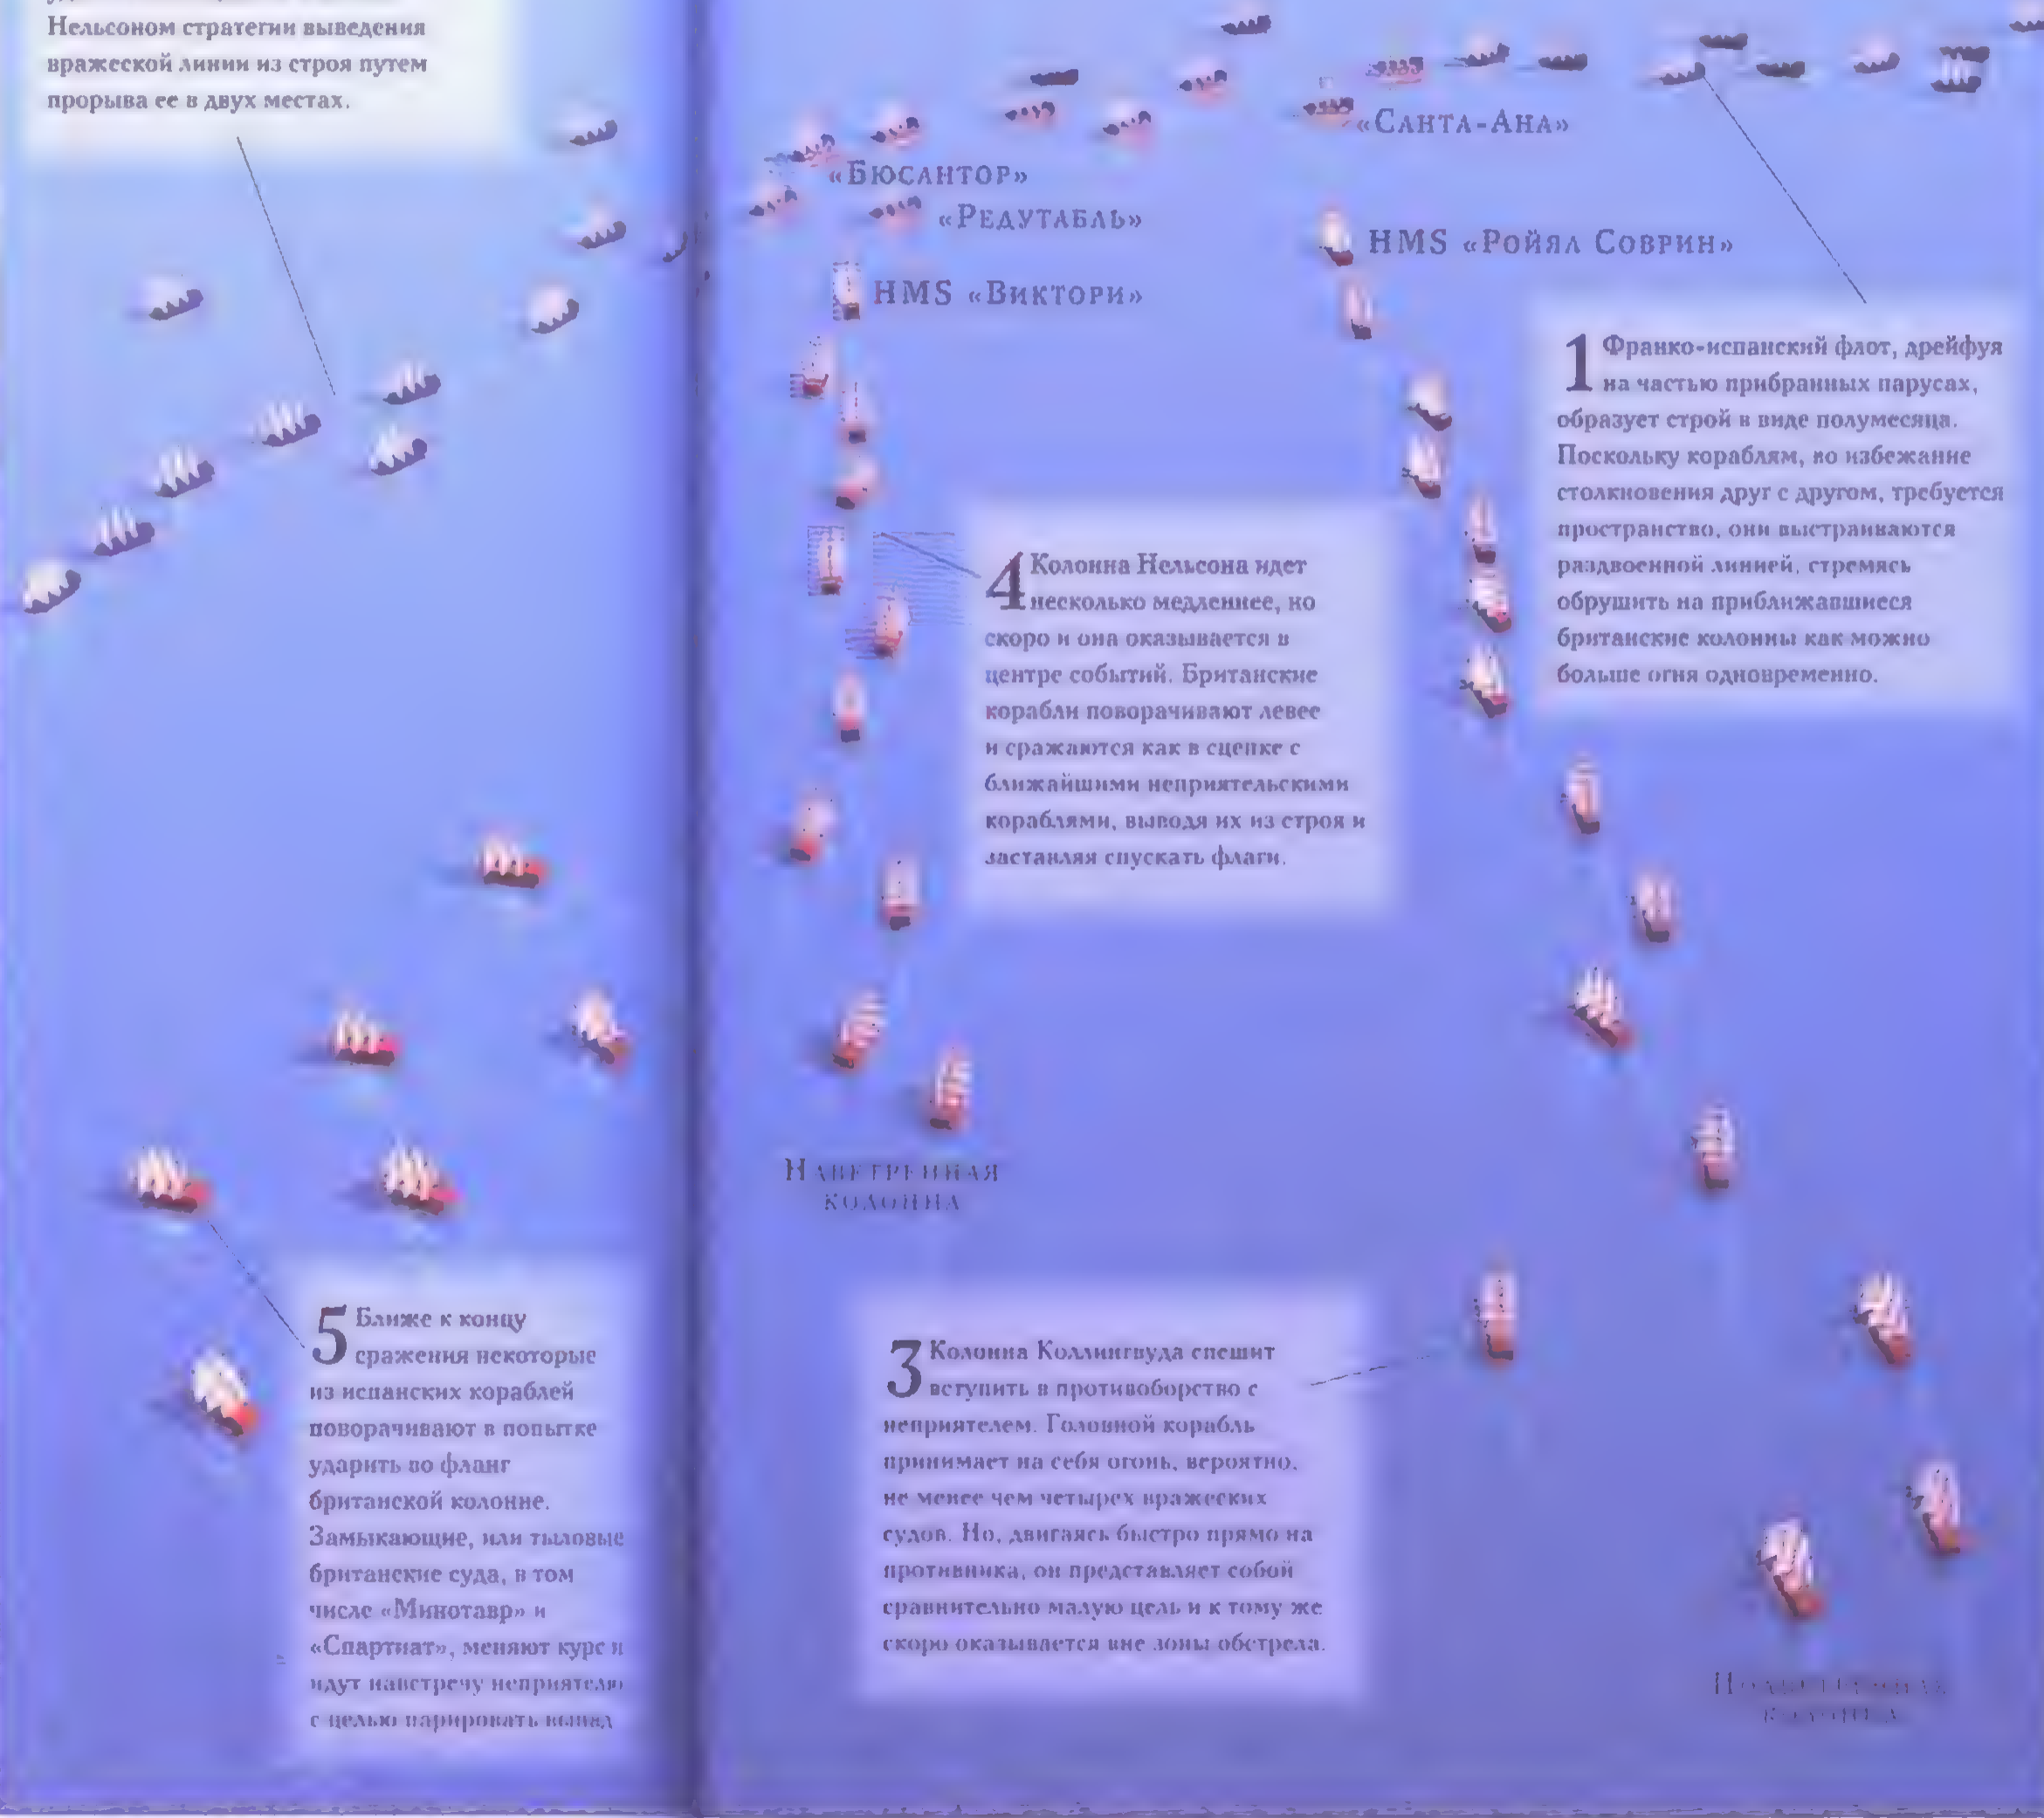 Нельсоном стратегии выведения
вражеской линии из строя путем
прорыва ее в двух местах.
«Санта-Ана»
«Бюсантор»
«Редутабль»
HMS «Ройял Соврин»
HMS «Виктори»
1 Франко-испанский флот, дрейфуя
на частью прибранных парусах,
образует строй в виде полумесяца.
Поскольку кораблям, во избежание
столкновения друг с другом, требуется
пространство, они выстраиваются
раздвоенной линией, стремясь
обрушить на приближавшиеся
британские колонны как можно
больше огня одновременно.
4 Колонна Нельсона идет
несколько медленнее, но
скоро и она оказывается в
центре событий. Британские
корабли поворачивают левее
и сражаются как в сцепке с
ближайшими неприятельскими
кораблями, выводя их из строя и
заставляя спускать флаги.
Наветренная
колонна
5 Ближе к концу
сражения некоторые
из испанских кораблей
поворачивают в попытке
ударить во фланг
британской колонне.
Замыкающие, или тыловые
британские суда, в том
числе «Минотавр» и
«Спартиат», меняют курс и
идут навстречу неприятелю
с целью парировать выпад
3 Колонна Коллингвуда спешит
вступить в противоборство с
неприятелем. Головной корабль
принимает на себя огонь, вероятно,
не менее чем четырех вражеских
судов. Но, двигаясь быстро прямо на
противника, он представляет собой
сравнительно малую цель и к тому же
скоро оказывается вне зоны обстрела.
Подветренная
колонна